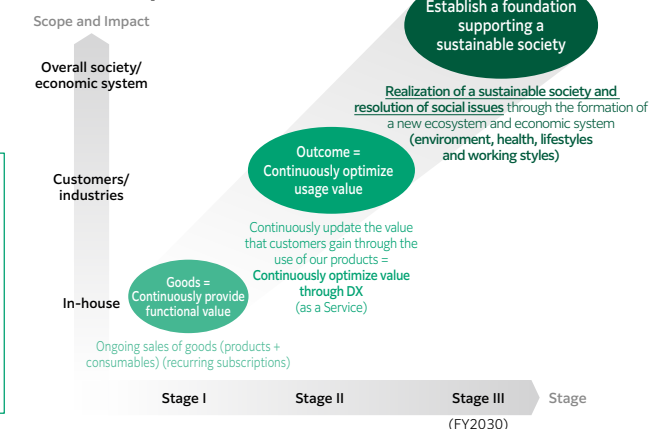 Scope and Impact
Establish a foundation
supporting a
sustainable society
Overall society/
economic system
Realization of a sustainable society and
resolution of social issues through the formation of
a new ecosystem and economic system
(environment, health, lifestyles
and working styles)
Outcome =
Continuously optimize
usage value
Customers/
industries
Continuously update the value
that customers gain through the
use of our products =
Continuously optimize value
through DX
(as a Service)
Goods =
Continuously provide
functional value
In-house
Ongoing sales of goods (products +
consumables) (recurring subscriptions)
Stage I
Stage II
Stage III
Stage
(FY2030)